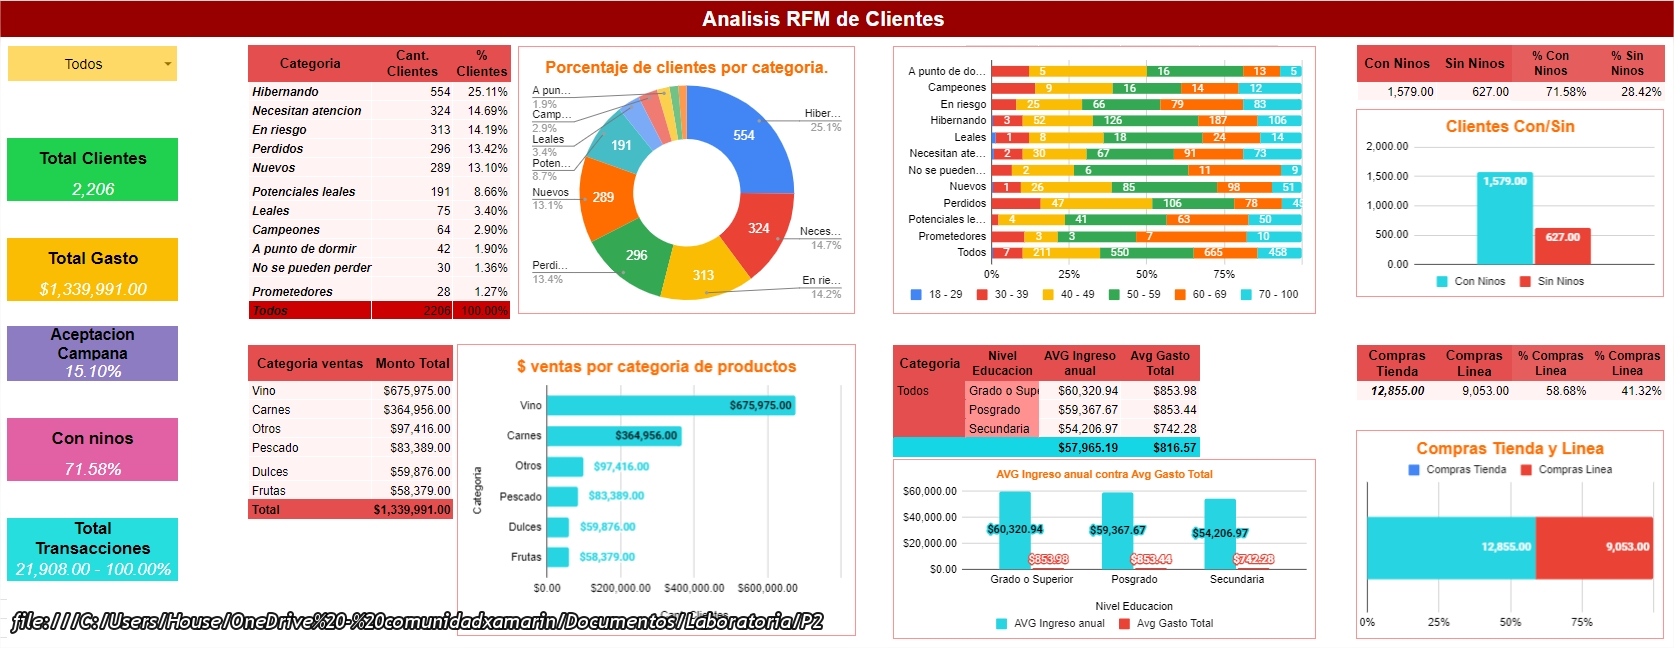 Analisis RFM de Clientes
Todos
Total Clientes
2,206
Total Gasto
$1,339,991.00
Aceptacion
Campana
15.10%
Con ninos
71.58%
Total
Transacciones
21,908.00 - 100.00%
Categoria Cant. Clientes % Clientes
Hibernando 554 25.11%
Necesitan atencion 324 14.69%
En riesgo 313 14.19%
Perdidos 296 13.42%
Nuevos 289 13.10%
Potenciales leales 191 8.66%
Leales 75 3.40%
Campeones 64 2.90%
A punto de dormir 42 1.90%
No se pueden perder 30 1.36%
Prometedores 28 1.27%
Todos 2206 100.00%
Porcentaje de clientes por categoria.
A pun...
1.9%
Camp...
2.9%
Leales
3.4%
Poten...
8.7%
Nuevos
13.1%
Perdi...
13.4%
Hiber...
25.1%
Neces...
14.7%
En rie...
14.2%
554
324
313
296
289
191
A punto de do... 5 16 13 5
Campeones 9 16 14 12
En riesgo 25 66 79 83
Hibernando 3 52 126 187 106
Leales 1 8 18 24 14
Necesitan ate... 2 30 67 91 73
No se pueden... 2 6 11 9
Nuevos 1 26 85 98 51
Perdidos 47 106 78 45
Potenciales le... 4 41 63 50
Prometedores 3 3 7 10
Todos 7 211 550 665 458
0% 25% 50% 75%
18 - 29 30 - 39 40 - 49 50 - 59 60 - 69 70 - 100
Con Ninos Sin Ninos % Con Ninos % Sin Ninos
1,579.00 627.00 71.58% 28.42%
Clientes Con/Sin
2,000.00
1,500.00
1,000.00
500.00
0.00
1,579.00
627.00
Con Ninos Sin Ninos
Categoria ventas Monto Total
Vino $675,975.00
Carnes $364,956.00
Otros $97,416.00
Pescado $83,389.00
Dulces $59,876.00
Frutas $58,379.00
Total $1,339,991.00
$ ventas por categoria de productos
Categoria
Vino $675,975.00
Carnes $364,956.00
Otros $97,416.00
Pescado $83,389.00
Dulces $59,876.00
Frutas $58,379.00
$0.00 $200,000.00 $400,000.00 $600,000.00
Categoria Nivel Educacion AVG Ingreso anual Avg Gasto Total
Todos Grado o Supe $60,320.94 $853.98
Posgrado $59,367.67 $853.44
Secundaria $54,206.97 $742.28
$57,965.19 $816.57
AVG Ingreso anual contra Avg Gasto Total
$60,000.00
$40,000.00
$20,000.00
$0.00
$60,320.94 $853.98
$59,367.67 $853.44
$54,206.97 $742.28
Grado o Superior Posgrado Secundaria
Nivel Educacion
AVG Ingreso anual Avg Gasto Total
Compras Tienda Compras Linea % Compras Linea % Compras Linea
12,855.00 9,053.00 58.68% 41.32%
Compras Tienda y Linea
Compras Tienda Compras Linea
12,855.00 9,053.00
0% 25% 50% 75%
file:///C:/Users/House/OneDrive%20-%20comunidadxamarin/Documentos/Laboratoria/P2